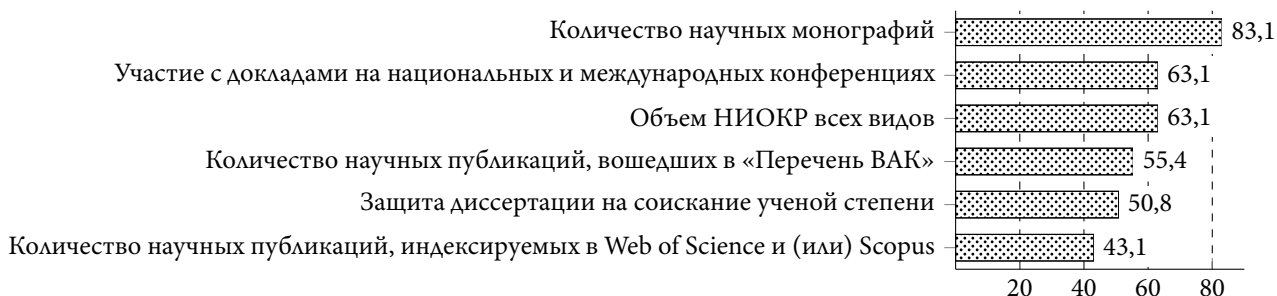 Количество научных монографий 83,1
Участие с докладами на национальных и международных конференциях 63,1
Объем НИОКР всех видов 63,1
Количество научных публикаций, вошедших в «Перечень ВАК» 55,4
Защита диссертации на соискание ученой степени 50,8
Количество научных публикаций, индексируемых в Web of Science и (или) Scopus 43,1
20 40 60 80